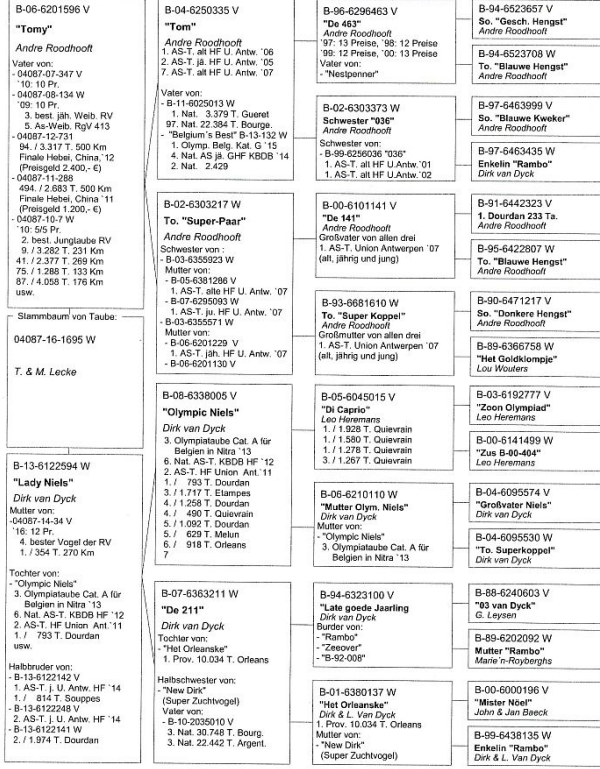 B-06-6201596 V
"Tomy"
Andre Roodhooft
Vater von:
- 04087-07-347 V
´10: 10 Pr.
- 04087-08-134 W
´09: 10 Pr.
3. best. jäh. Weib. RV
5. As-Weib. RgV 413
- 04087-12-731
94. / 3.317 T. 500 Km
Finale Hebei, China,´12
(Preisgeld 2.400,- €)
- 04087-11-288
494. / 2.683 T. 500 Km
Finale Hebei, China ´11
(Preisgeld 1.200,- €)
- 04087-10-7 W
´10: 5/5 Pr.
2. best. Jungtaube RV
9. / 3.282 T. 231 Km
41. / 2.377 T. 269 Km
75. / 1.288 T. 133 Km
87. / 4.058 T. 176 Km
usw.
Stammbaum von Taube:
04087-16-1695 W
T. & M. Lecke
B-13-6122594 W
"Lady Niels"
Dirk van Dyck
Mutter von:
-04087-14-34 V
´16: 12 Pr.
4. bester Vogel der RV
1. / 354 T. 270 Km
Tochter von:
- "Olympic Niels"
3. Olympiataube Cat. A für
Belgien in Nitra ´13
6. Nat. AS-T. KBDB HF ´12
2. AS-T. HF Union Ant.´11
1. / 793 T. Dourdan
usw.
Halbbruder von:
- B-13-6122142 V
1. AS-T. j. U. Antw. HF ´14
1. / 814 T. Souppes
- B-13-6122248 V
2. AS-T. j. U. Antw. HF ´14
- B-13-6122141 W
2. / 1.974 T. Dourdan
B-04-6250335 V
"Tom"
Andre Roodhooft
1. AS-T. alt HF U. Antw. ´06
2. AS-T. jä. HF U. Antw. ´05
7. AS-T. alt HF U. Antw. ´07
Vater von:
- B-11-6025013 W
1. Nat. 3.379 T. Gueret
97. Nat. 22.384 T. Bourge.
- "Belgium´s Best" B-13-132 W
1. Olymp. Belg. Kat. G ´15
4. Nat. AS jä. GHF KBDB ´14
2. Nat. 2.429
B-02-6303217 W
To. "Super-Paar"
Andre Roodhooft
Schwester von :
- B-03-6355923 W
Mutter von:
- B-05-6381286 V
1. AS-T. alte HF U. Antw. ´07
- B-07-6295093 W
1. AS-T. ju. HF U. Antw. ´07
- B-03-6355571 W
Mutter von:
- B-06-6201229 V
1. AS-T. jäh. HF U. Antw. ´07
- B-06-6201130 V
B-08-6338005 V
"Olympic Niels"
Dirk van Dyck
3. Olympiataube Cat. A für
Belgien in Nitra ´13
6. Nat. AS-T. KBDB HF ´12
2. AS-T. HF Union Ant.´11
1. / 793 T. Dourdan
3. / 1.717 T. Etampes
4. / 1.258 T. Dourdan
4. / 490 T. Quievrain
5. / 1.092 T. Dourdan
5. / 629 T. Melun
6. / 918 T. Orleans
7
B-07-6363211 W
"De 211"
Dirk van Dyck
Tochter von:
- "Het Orleanske"
1. Prov. 10.034 T. Orleans
Halbschwester von:
- "New Dirk"
(Super Zuchtvogel)
Vater von:
- B-10-2035010 V
3. Nat. 30.748 T. Bourg.
3. Nat. 22.442 T. Argent.
B-96-6296463 V
"De 463"
Andre Roodhooft
´97: 13 Preise, ´98: 12 Preise
´99: 12 Preise, ´00: 13 Preise
Vater von:
- "Nestpenner"
B-02-6303373 W
Schwester "036"
Andre Roodhooft
Schwester von:
- B-99-6256036 "036"
1. AS-T. alt HF U.Antw.´01
1. AS-T. alt HF U.Antw.´02
B-00-6101141 V
"De 141"
Andre Roodhooft
Großvater von allen drei
1. AS-T. Union Antwerpen ´07
(alt, jährig und jung)
B-93-6681610 W
To. "Super Koppel"
Andre Roodhooft
Großmutter von allen drei
1. AS-T. Union Antwerpen ´07
(alt, jährig und jung)
B-05-6045015 V
"Di Caprio"
Leo Heremans
1. / 1.928 T. Quievrain
1. / 1.580 T. Quievrain
1. / 1.278 T. Quievrain
3. / 1.267 T. Quievrain
B-06-6210110 W
"Mutter Olym. Niels"
Dirk van Dyck
Mutter von:
- "Olympic Niels"
3. Olympiataube Cat. A für
Belgien in Nitra ´13
B-94-6323100 V
"Late goede Jaarling
Dirk van Dyck
Burder von:
- "Rambo"
- "Zeeover"
- "B-92-008"
B-01-6380137 W
"Het Orleanske"
Dirk & L. Van Dyck
1. Prov. 10.034 T. Orleans
Mutter von:
- "New Dirk"
(Super Zuchtvogel)
B-94-6523657 V
So. "Gesch. Hengst"
Andre Roodhooft
B-94-6523708 W
To. "Blauwe Hengst"
Andre Roodhooft
B-97-6463999 V
So. "Blauwe Kweker"
Andre Roodhooft
B-97-6463435 W
Enkelin "Rambo"
Dirk van Dyck
B-91-6442323 V
1. Dourdan 233 Ta.
Andre Roodhooft
B-95-6422807 W
To. "Blauwe Hengst"
Andre Roodhooft
B-90-6471217 V
So. "Donkere Hengst"
Andre Roodhooft
B-89-6366758 W
"Het Goldklompje"
Lou Wouters
B-03-6192777 V
"Zoon Olympiad"
Leo Heremans
B-00-6141499 W
"Zus B-00-404"
Leo Heremans
B-04-6095574 V
"Großvater Niels"
Dirk van Dyck
B-04-6095530 W
"To. Superkoppel"
Dirk van Dyck
B-88-6240603 V
"03 van Dyck"
G. Leysen
B-89-6202092 W
Mutter "Rambo"
Marie´n-Royberghs
B-00-6000196 V
"Mister Nöel"
John & Jan Baeck
B-99-6438135 W
Enkelin "Rambo"
Dirk & L. Van Dyck